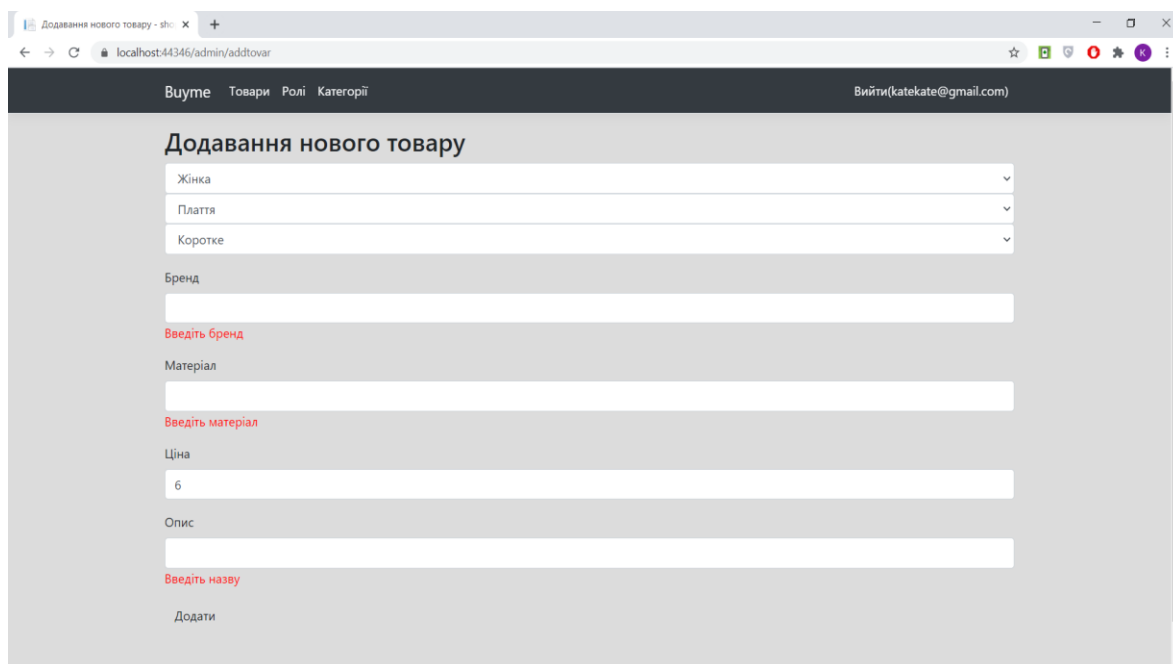 Додавання нового товару - sho
localhost:44346/admin/addtovar
K
Buyme Товари Ролі Категорії Вийти(katekate@gmail.com)
Додавання нового товару
Жінка
Плаття
Коротке
Бренд
Введіть бренд
Матеріал
Введіть матеріал
Ціна
6
Опис
Введіть назву
Додати